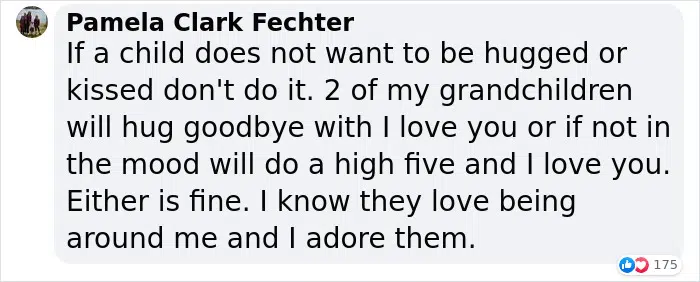 Pamela Clark Fechter
If a child does not want to be hugged or
kissed don't do it. 2 of my grandchildren
will hug goodbye with I love you or if not in
the mood will do a high five and I love you.
Either is fine. I know they love being
around me and I adore them.
175